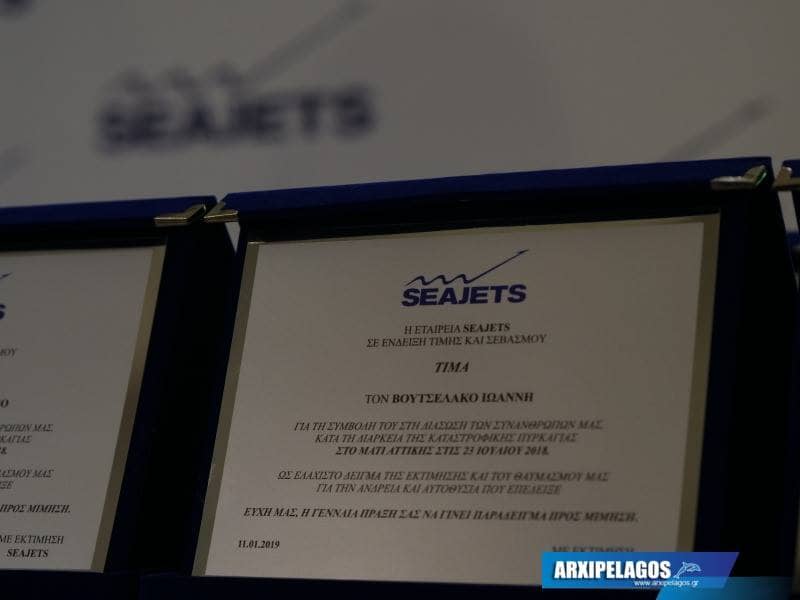 SEAJETS
SEAJETS
Η ΕΤΑΙΡΕΙΑ SEAJETS
ΣΕ ΕΝΔΕΙΞΗ ΤΙΜΗΣ ΚΑΙ ΣΕΒΑΣΜΟΥ
ΤΙΜΑ
ΤΟΝ ΒΟΥΤΣΕΛΑΚΟ ΙΩΑΝΝΗ
ΓΙΑ ΤΗ ΣΥΜΒΟΛΗ ΤΟΥ ΣΤΗ ΔΙΑΣΩΣΗ ΤΩΝ ΣΥΝΑΝΘΡΩΠΩΝ ΜΑΣ
ΚΑΤΑ ΤΗ ΔΙΑΡΚΕΙΑ ΤΗΣ ΚΑΤΑΣΤΡΟΦΙΚΗΣ ΠΥΡΚΑΓΙΑΣ
ΣΤΟ ΜΑΤΙ ΑΤΤΙΚΗΣ ΣΤΙΣ 23 ΙΟΥΛΙΟΥ 2018.
ΩΣ ΕΛΑΧΙΣΤΟ ΔΕΙΓΜΑ ΤΗΣ ΕΚΤΙΜΗΣΗΣ ΚΑΙ ΤΟΥ ΘΑΥΜΑΣΜΟΥ ΜΑΣ
ΓΙΑ ΤΗΝ ΑΝΔΡΕΙΑ ΚΑΙ ΑΥΤΟΘΥΣΙΑ ΠΟΥ ΕΠΕΔΕΙΞΕ
ΕΥΧΗ ΜΑΣ, Η ΓΕΝΝΑΙΑ ΠΡΑΞΗ ΣΑΣ ΝΑ ΓΙΝΕΙ ΠΑΡΑΔΕΙΓΜΑ ΠΡΟΣ ΜΙΜΗΣΗ.
11.01.2019
ΜΕ ΕΚΤΙΜΗΣΗ
ΠΡΟΣ ΜΙΜΗΣΗ.
ΜΕ ΕΚΤΙΜΗΣΗ
SEAJETS
ARXIPELAGOS
www.arxipelagos.gr